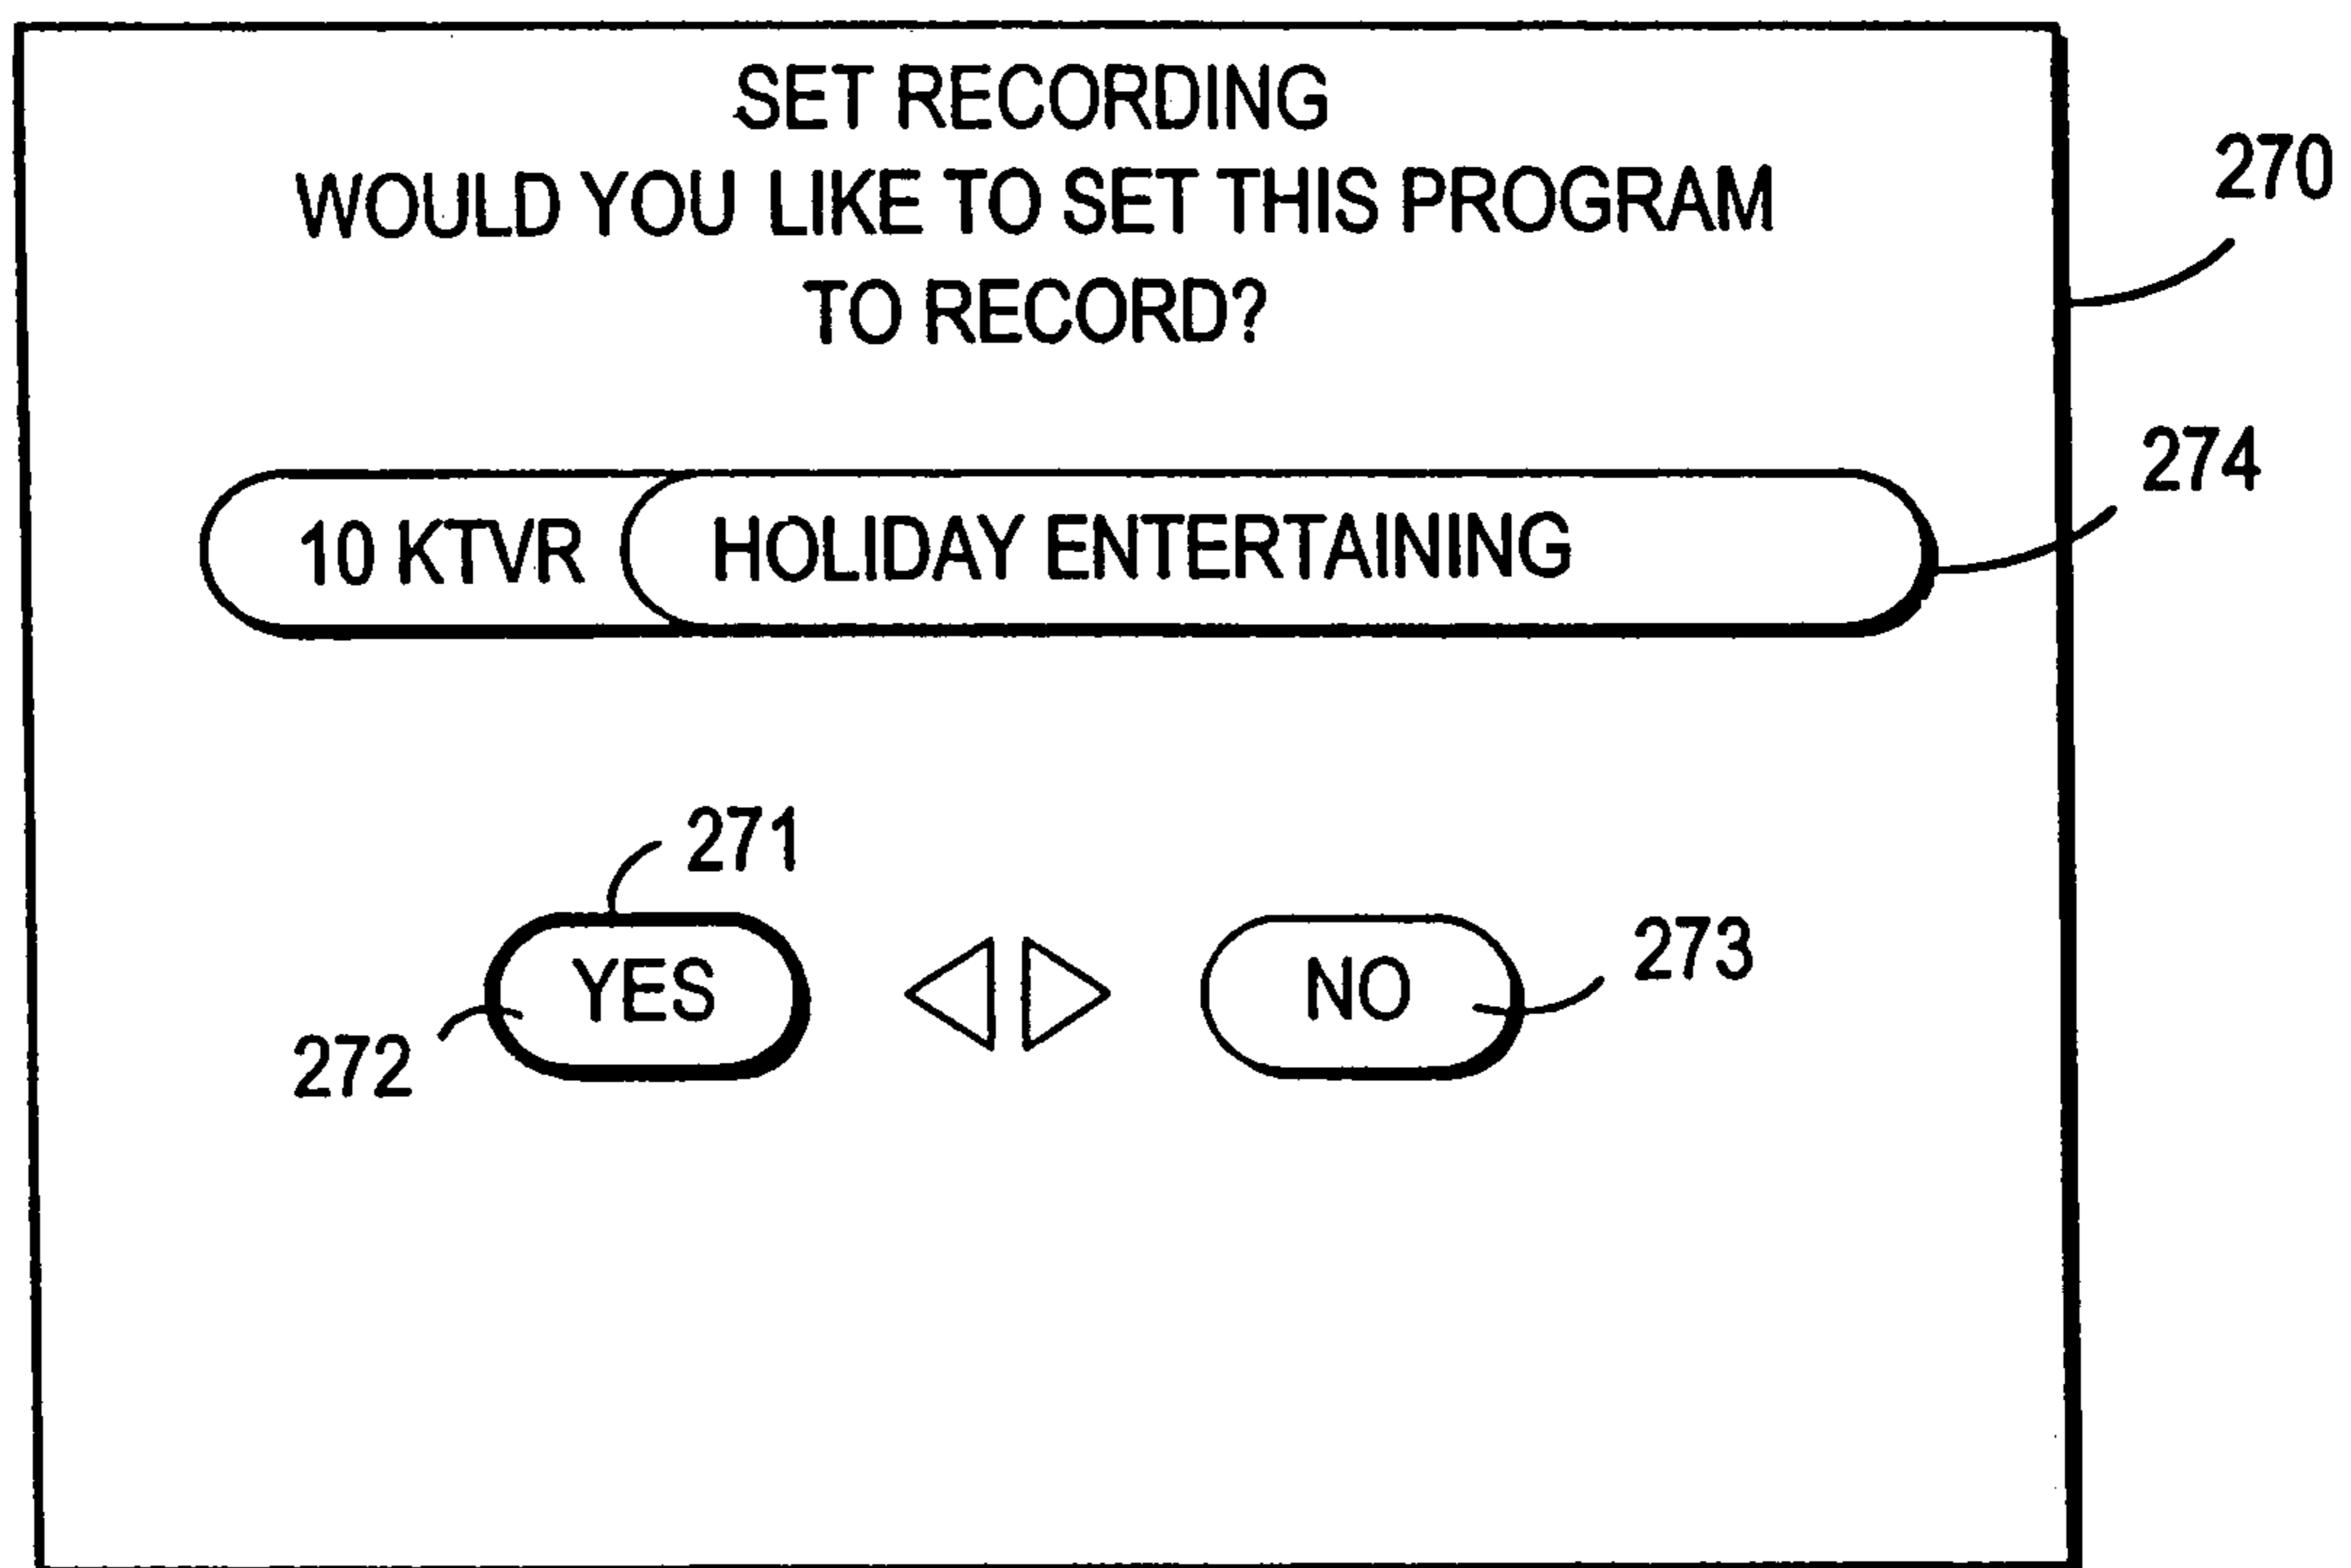 SET RECORDING
WOULD YOU LIKE TO SET THIS PROGRAM
TO RECORD?
270
274
10 KTVR HOLIDAY ENTERTAINING
271
YES
NO
273
272